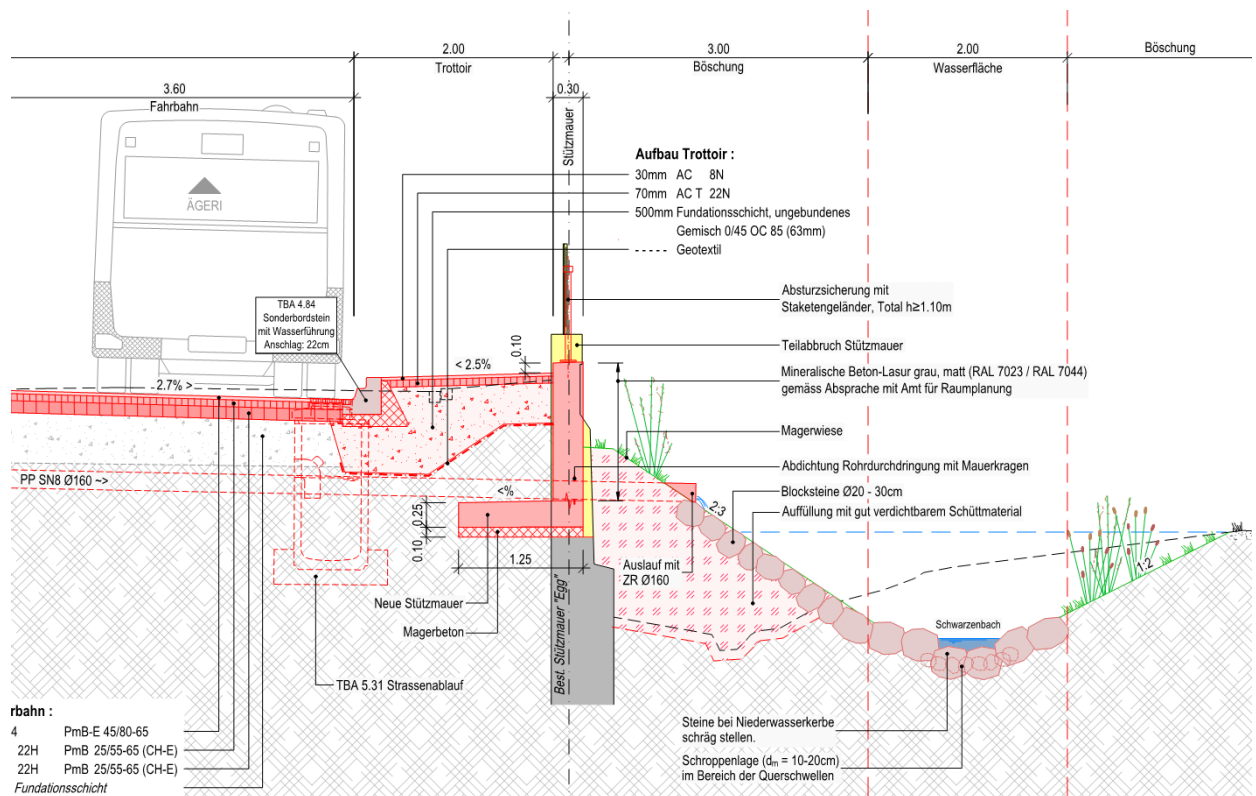 2.00
3.00
2.00
Böschung
Trottoir
Böschung
Wasserfläche
3.60
0.30
Fahrbahn
Stützmauer
ÄGERI
Aufbau Trottoir :
30mm AC 8N
70mm AC T 22N
500mm Fundationsschicht, ungebundenes
Gemisch 0/45 OC 85 (63mm)
----- Geotextil
TBA 4.84
Sonderbordstein
mit Wasserführung
Anschlag: 22cm
Absturzsicherung mit
Staketengeländer, Total h≥1.10m
Teilabbruch Stützmauer
0.10
< 2.5%
2.7% >
Mineralische Beton-Lasur grau, matt (RAL 7023 / RAL 7044)
gemäss Absprache mit Amt für Raumplanung
Magerwiese
Abdichtung Rohrdurchdringung mit Mauerkragen
PP SN8 Ø160 ~>
<%
Blocksteine Ø20 - 30cm
2:3
Auffüllung mit gut verdichtbarem Schüttmaterial
0.25
0.10
1.25
Auslauf mit
ZR Ø160
1:2
Neue Stützmauer
Magerbeton
Best. Stützmauer "Egg"
Schwarzenbach
TBA 5.31 Strassenablauf
rbahn :
4 PmB-E 45/80-65
22H PmB 25/55-65 (CH-E)
22H PmB 25/55-65 (CH-E)
Fundationsschicht
Steine bei Niederwasserkerbe
schräg stellen.
Schroppenlage (dm = 10-20cm)
im Bereich der Querschwellen